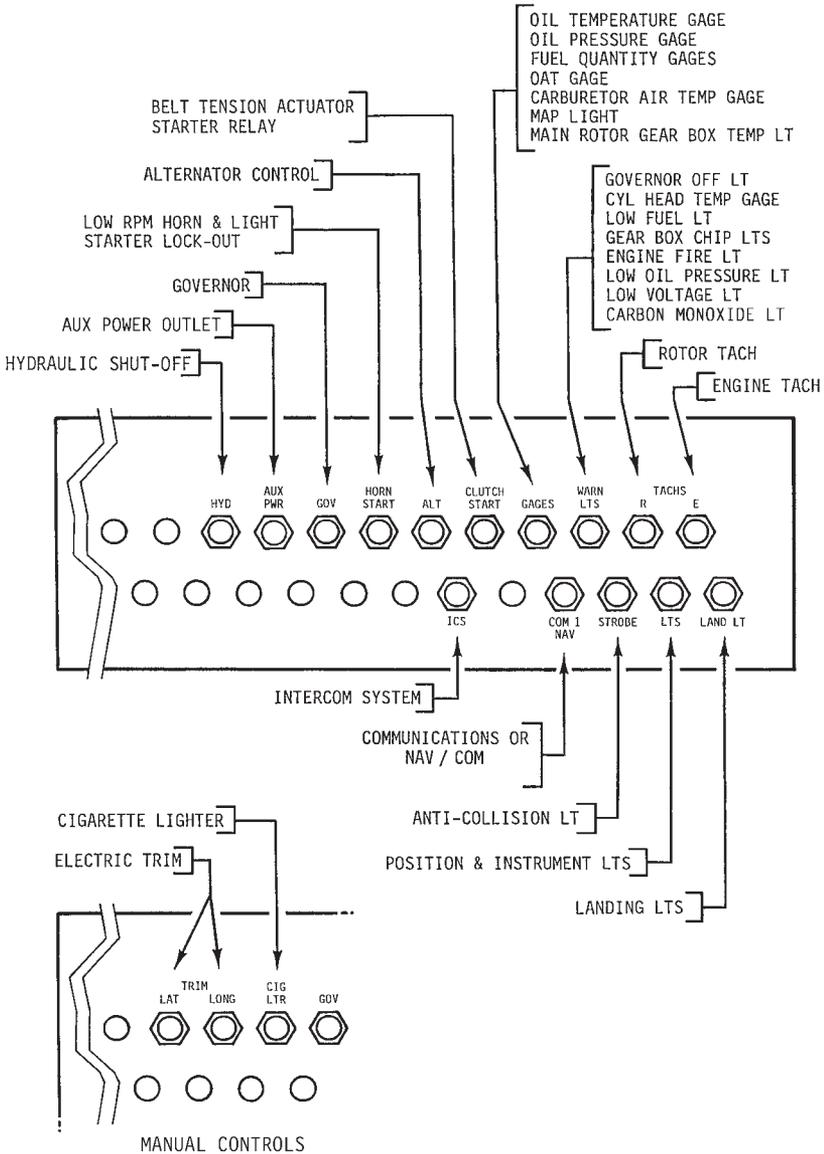 OIL TEMPERATURE GAGE
OIL PRESSURE GAGE
FUEL QUANTITY GAGES
OAT GAGE
CARBURETOR AIR TEMP GAGE
MAP LIGHT
MAIN ROTOR GEAR BOX TEMP LT
BELT TENSION ACTUATOR
STARTER RELAY
ALTERNATOR CONTROL
LOW RPM HORN & LIGHT
STARTER LOCK-OUT
GOVERNOR
AUX POWER OUTLET
HYDRAULIC SHUT-OFF
GOVERNOR OFF LT
CYL HEAD TEMP GAGE
LOW FUEL LT
GEAR BOX CHIP LTS
ENGINE FIRE LT
LOW OIL PRESSURE LT
LOW VOLTAGE LT
CARBON MONOXIDE LT
ROTOR TACH
ENGINE TACH
HYD
AUX
PWR
GOV
HORN
START
ALT
CLUTCH
START
GAGES
WARN
LTS
TACHS
R E
ICS
COM 1
NAV
STROBE
LTS
LAND LT
INTERCOM SYSTEM
COMMUNICATIONS OR
NAV / COM
ANTI-COLLISION LT
POSITION & INSTRUMENT LTS
LANDING LTS
CIGARETTE LIGHTER
ELECTRIC TRIM
TRIM
LAT LONG
CIG
LTR
GOV
MANUAL CONTROLS